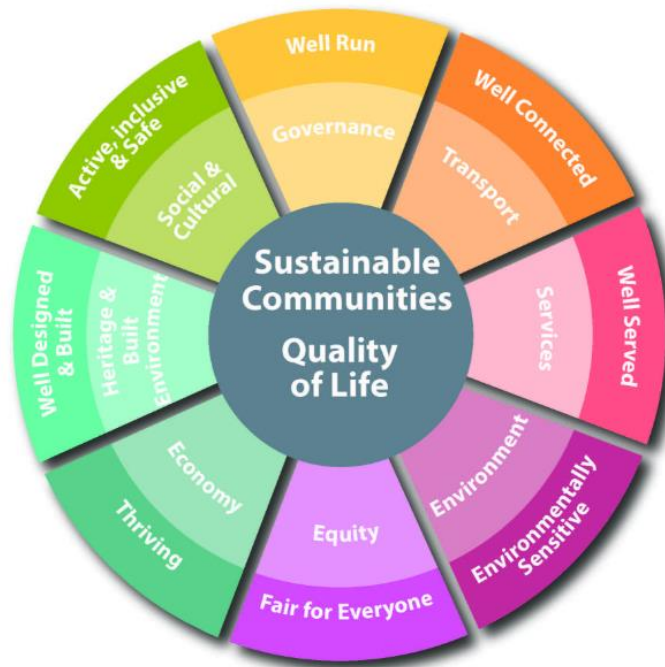 Well Run
Governance
Well Connected
Transport
Well Served
Services
Environmentally
Sensitive
Environment
Fair for Everyone
Equity
Thriving
Economy
Well Designed
& Built
Heritage &
Built
Environment
Active, inclusive
& Safe
Social &
Cultural
Sustainable
Communities
Quality
of Life